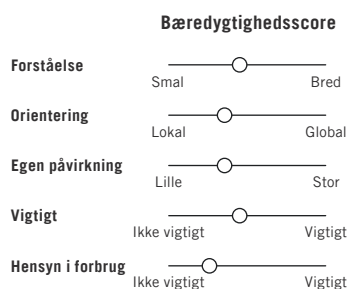 Bæredygtighedsscore
Forståelse
Smal Bred
Orientering
Lokal Global
Egen påvirkning
Lille Stor
Vigtigt
Ikke vigtigt Vigtigt
Hensyn i forbrug
Ikke vigtigt Vigtigt